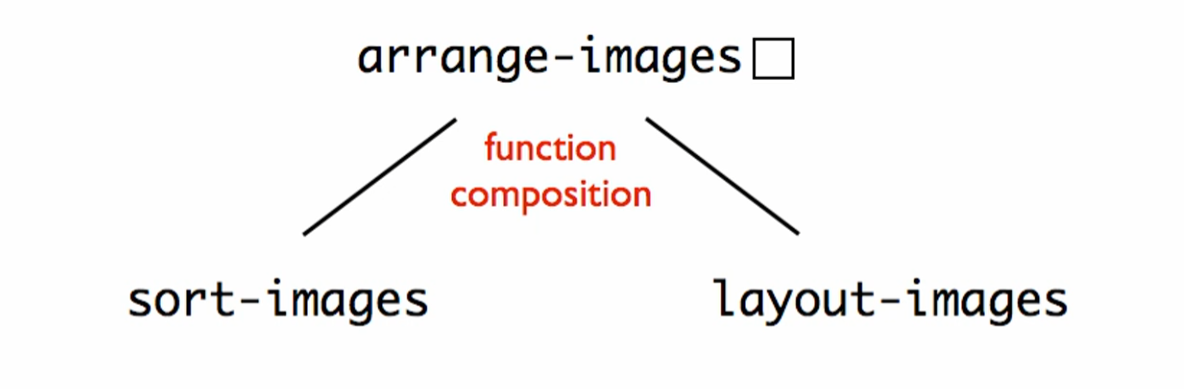 arrange-images
function
composition
sort-images
layout-images